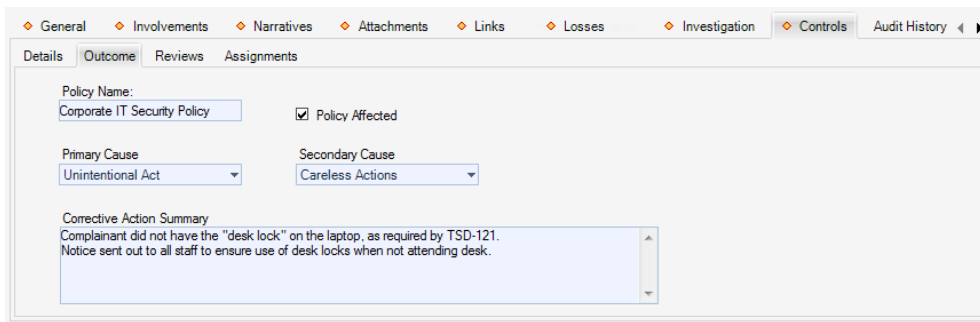 General Involvements Narratives Attachments Links Losses Investigation Controls Audit History
Details Outcome Reviews Assignments
Policy Name:
Corporate IT Security Policy
Policy Affected
Primary Cause Secondary Cause
Unintentional Act Careless Actions
Corrective Action Summary
Complainant did not have the "desk lock" on the laptop, as required by TSD-121.
Notice sent out to all staff to ensure use of desk locks when not attending desk.